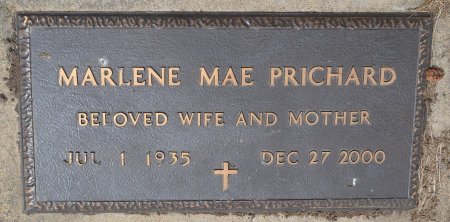 MARLENE MAE PRICHARD
BELOVED WIFE AND MOTHER
JUL 1 1935 DEC 27 2000